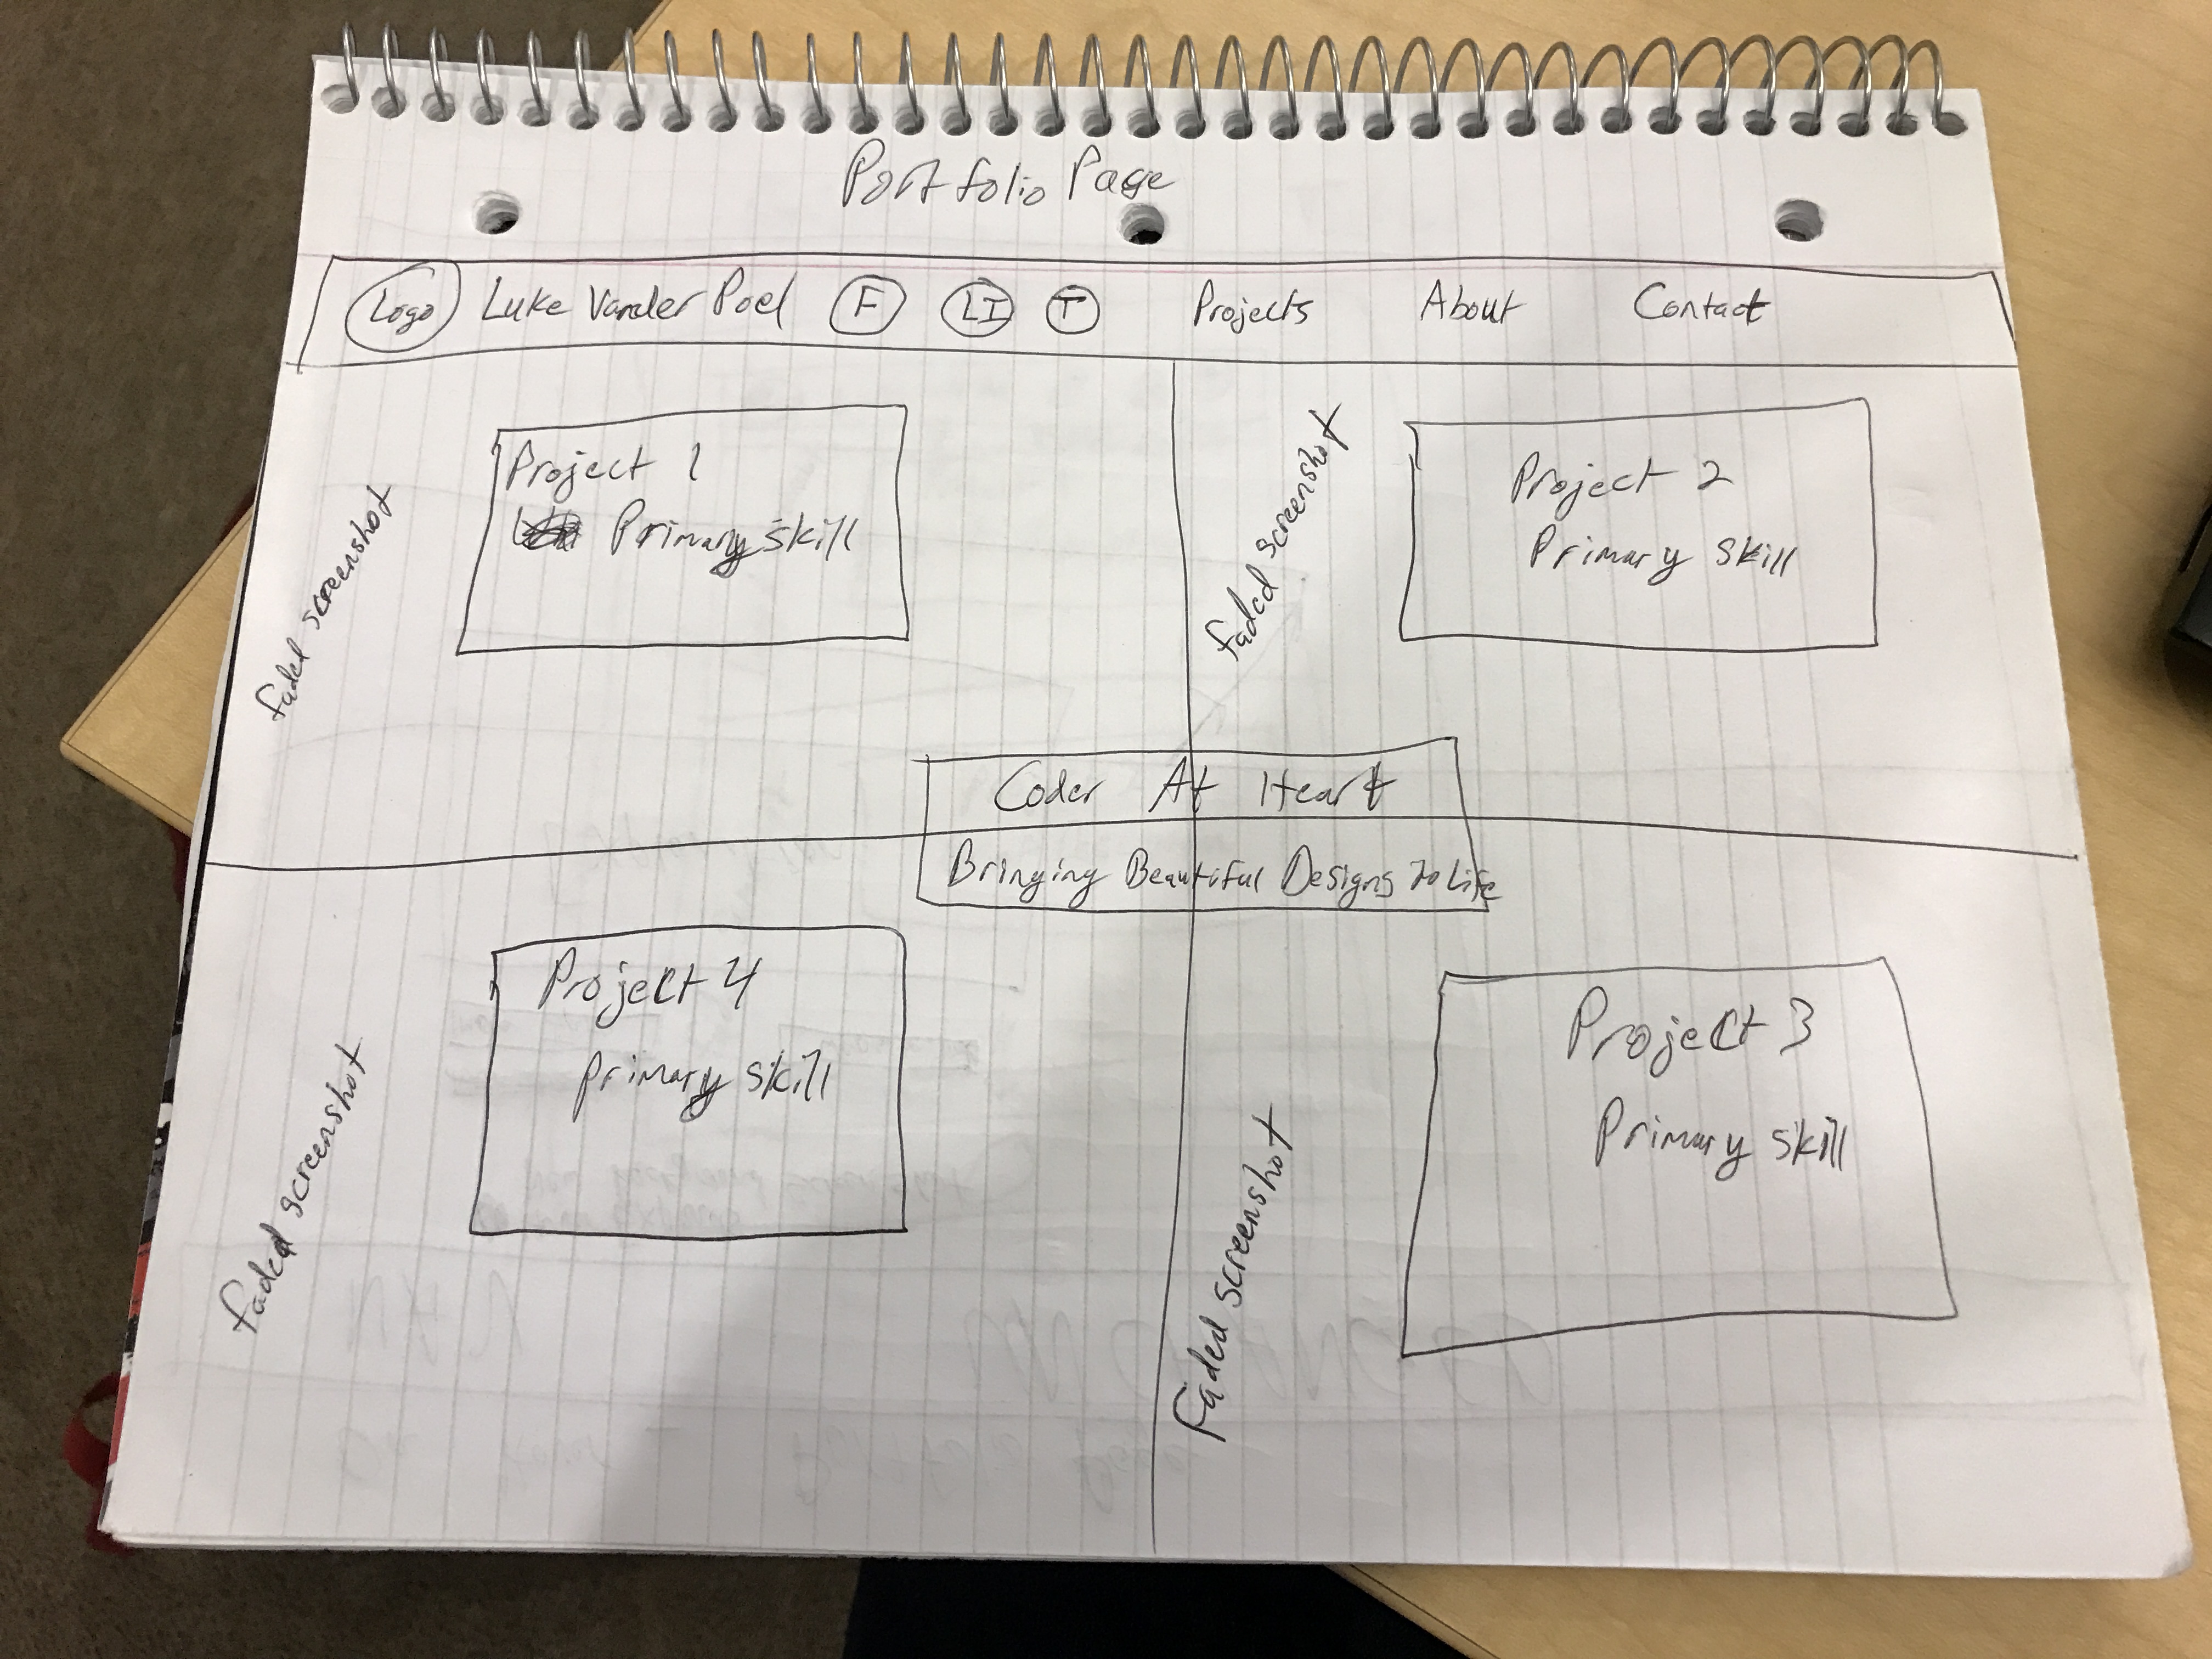 Portfolio Page
Logo Luke Vander Poel F LI T Projects About Contact
Faded screenshot
Project 1
Primary Skill
Faded screenshot
Project 2
Primary Skill
Coder At Heart
Bringing Beautiful Designs To Life
Faded screenshot
Project 4
Primary Skill
Faded screenshot
Project 3
Primary Skill